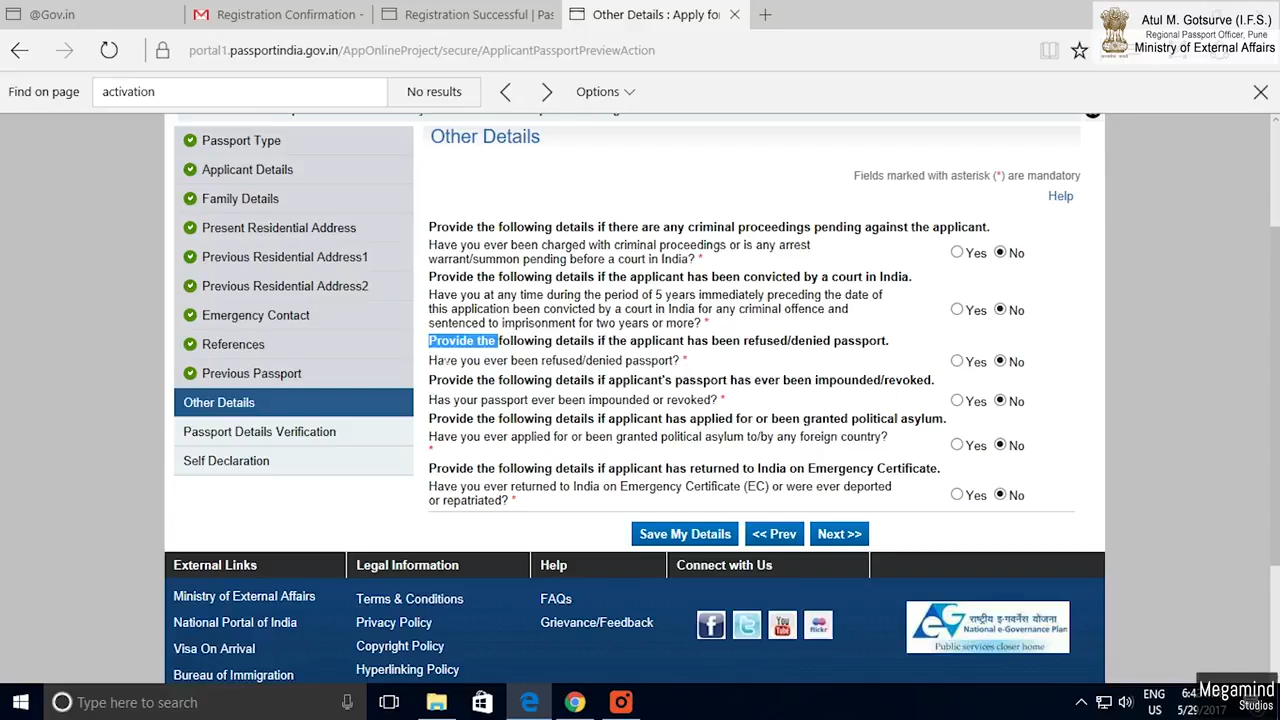 @Gov.in
Registration Confirmation -
Registration Successful | Pas
Other Details : Apply for
Atul M. Gotsurve (I.F.S.)
Regional Passport Officer, Pune
Ministry of External Affairs
portal1.passportindia.gov.in/AppOnlineProject/secure/ApplicantPassportPreviewAction
Find on page
activation
No results
Options
Passport Type
Applicant Details
Family Details
Present Residential Address
Previous Residential Address1
Previous Residential Address2
Emergency Contact
References
Previous Passport
Other Details
Passport Details Verification
Self Declaration
Other Details
Fields marked with asterisk (*) are mandatory
Help
Provide the following details if there are any criminal proceedings pending against the applicant.
Have you ever been charged with criminal proceedings or is any arrest
warrant/summon pending before a court in India? *
Yes No
Provide the following details if the applicant has been convicted by a court in India.
Have you at any time during the period of 5 years immediately preceding the date of
this application been convicted by a court in India for any criminal offence and
sentenced to imprisonment for two years or more? *
Yes No
Provide the following details if the applicant has been refused/denied passport.
Have you ever been refused/denied passport? *
Yes No
Provide the following details if applicant's passport has ever been impounded/revoked.
Has your passport ever been impounded or revoked? *
Yes No
Provide the following details if applicant has applied for or been granted political asylum.
Have you ever applied for or been granted political asylum to/by any foreign country?
*
Yes No
Provide the following details if applicant has returned to India on Emergency Certificate.
Have you ever returned to India on Emergency Certificate (EC) or were ever deported
or repatriated? *
Yes No
Save My Details
<< Prev
Next >>
External Links
Ministry of External Affairs
National Portal of India
Visa On Arrival
Bureau of Immigration
Legal Information
Terms & Conditions
Privacy Policy
Copyright Policy
Hyperlinking Policy
Help
FAQs
Grievance/Feedback
Connect with Us
You
Tube
flickr
राष्ट्रीय इ-गवर्नेंस योजना
National e-Governance Plan
Public services closer home
Type here to search
ENG
US
6:4
5/29/2017
Megamind
Studios